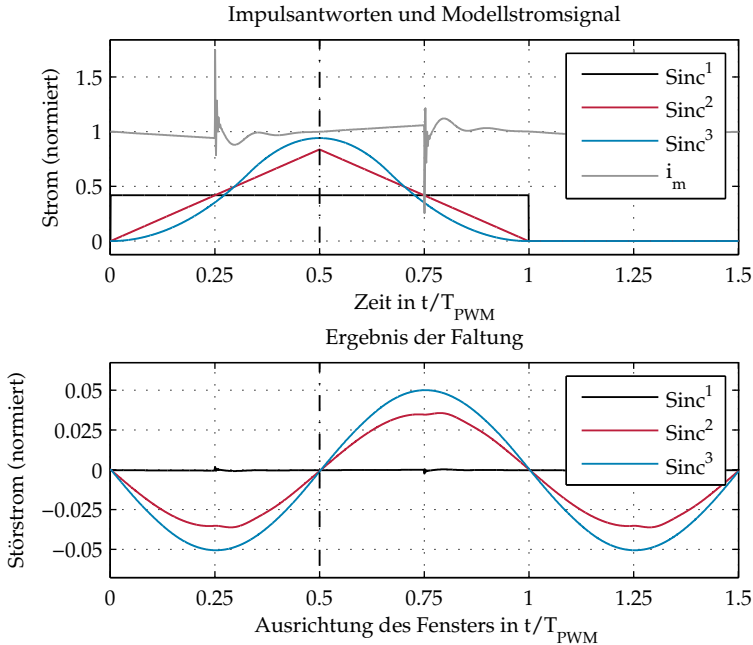 Impulsantworten und Modellstromsignal
Strom (normiert)
1.5
1
0.5
0
Sinc¹
Sinc²
Sinc³
i_m
0 0.25 0.5 0.75 1 1.25 1.5
Zeit in t/T_PWM
Ergebnis der Faltung
Störstrom (normiert)
0.05
0.025
0
−0.025
−0.05
Sinc¹
Sinc²
Sinc³
0 0.25 0.5 0.75 1 1.25 1.5
Ausrichtung des Fensters in t/T_PWM